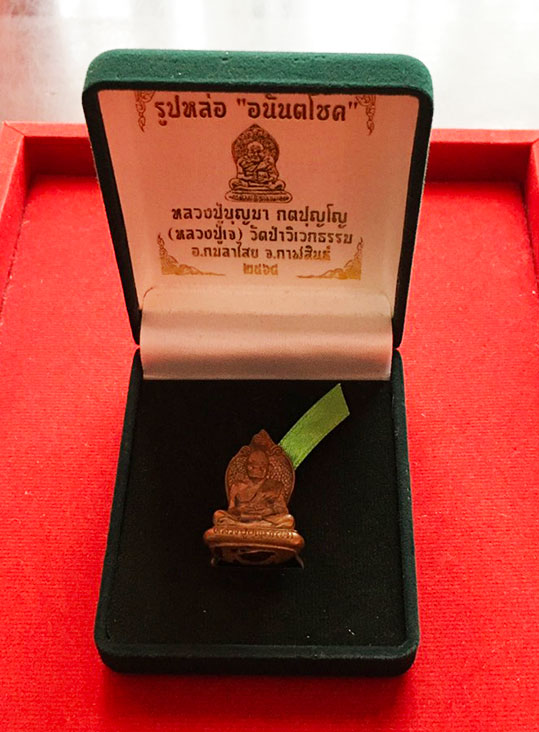 รูปหล่อ "อนันตโชค"
หลวงปู่บุญมา กตปุญโญ
(หลวงปู่เจ) วัดป่าวิเวกธรรม
อ.กมลาไสย จ.กาฬสินธุ์
๒๕๖๕